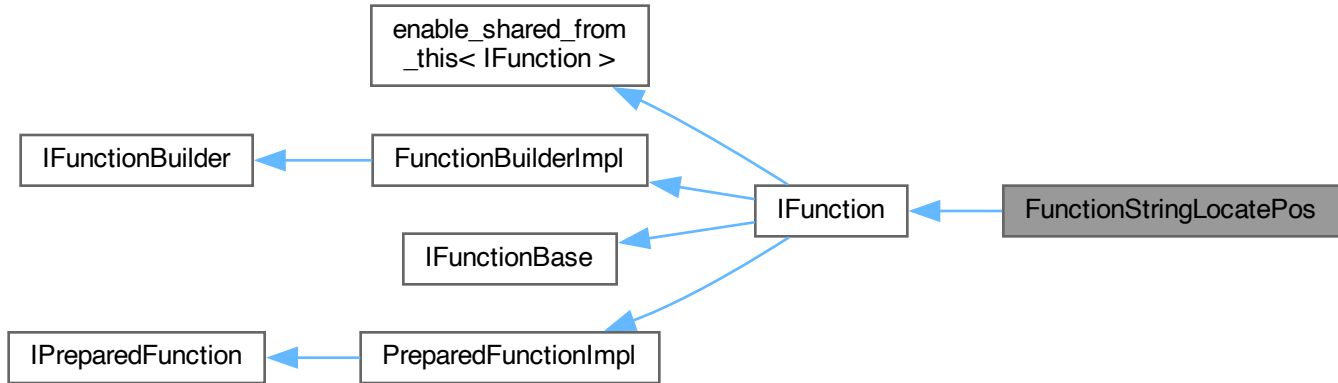 enable_shared_from
_this< IFunction >
IFunctionBuilder
FunctionBuilderImpl
IFunction
FunctionStringLocatePos
IFunctionBase
IPreparedFunction
PreparedFunctionImpl